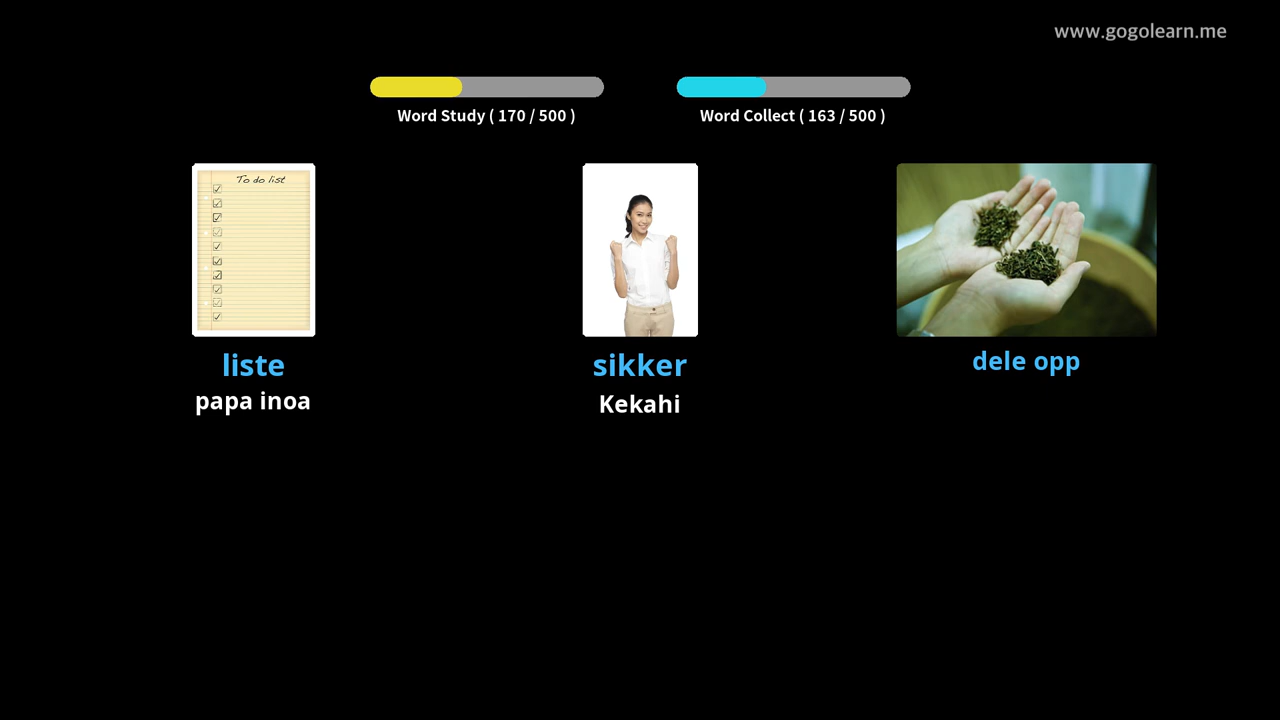 www.gogolearn.me
Word Study ( 170 / 500 )
Word Collect ( 163 / 500 )
To do list
liste
sikker
dele opp
papa inoa
Kekahi